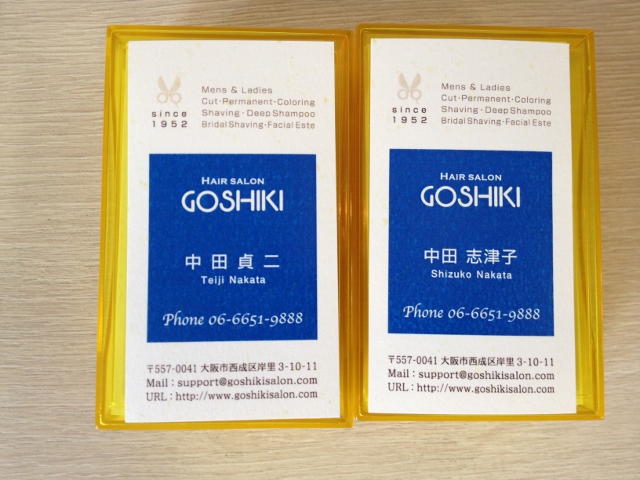 since
1952
Mens & Ladies
Cut・Permanent・Coloring
Shaving・Deep Shampoo
Bridal Shaving・Facial Este
HAIR SALON
GOSHIKI
中田 貞二
Teiji Nakata
Phone 06-6651-9888
〒557-0041 大阪市西成区岸里 3-10-11
Mail：support@goshikisalon.com
URL：http://www.goshikisalon.com
since
1952
Mens & Ladies
Cut・Permanent・Coloring
Shaving・Deep Shampoo
Bridal Shaving・Facial Este
HAIR SALON
GOSHIKI
中田 志津子
Shizuko Nakata
Phone 06-6651-9888
〒557-0041 大阪市西成区岸里 3-10-11
Mail：support@goshikisalon.com
URL：http://www.goshikisalon.com